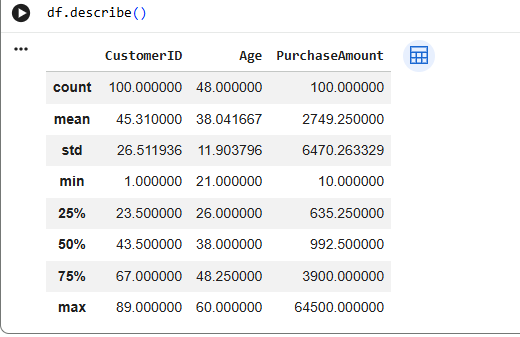 df.describe()
CustomerID Age PurchaseAmount
count 100.000000 48.000000 100.000000
mean 45.310000 38.041667 2749.250000
std 26.511936 11.903796 6470.263329
min 1.000000 21.000000 10.000000
25% 23.500000 26.000000 635.250000
50% 43.500000 38.000000 992.500000
75% 67.000000 48.250000 3900.000000
max 89.000000 60.000000 64500.000000